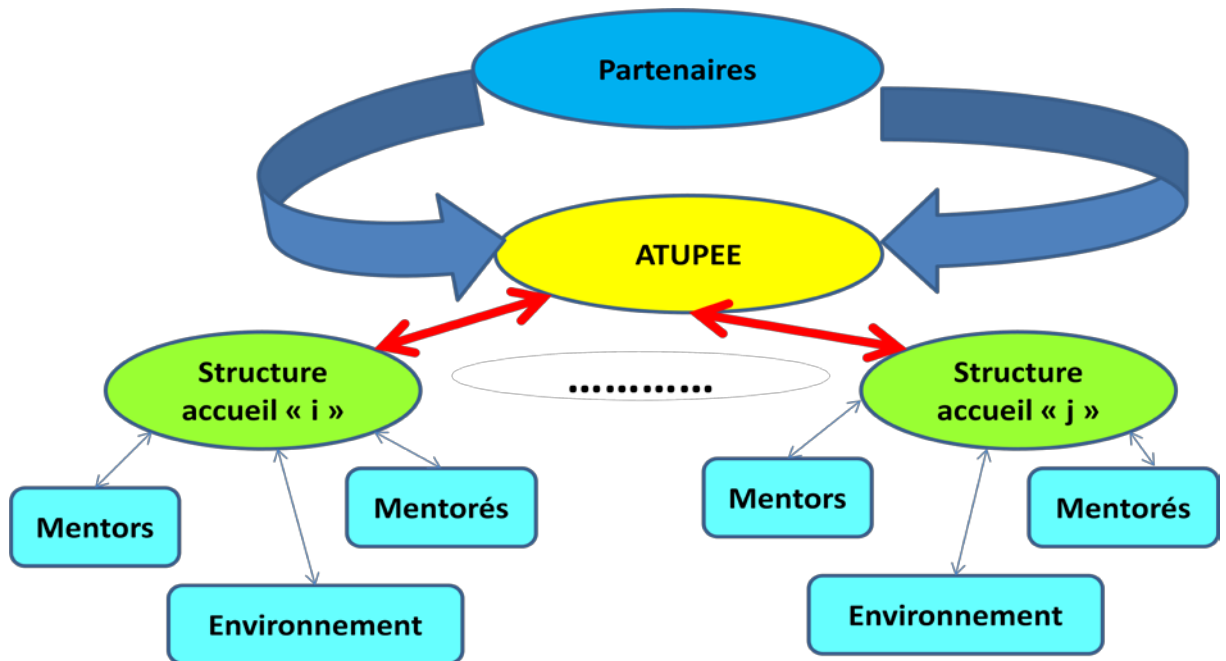 Partenaires
ATUPEE
Structure
accueil « i »
............
Structure
accueil « j »
Mentors
Mentorés
Environnement
Mentors
Mentorés
Environnement